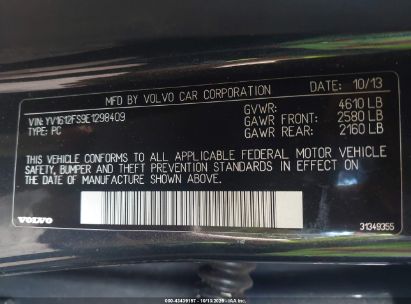 MFD BY VOLVO CAR CORPORATION DATE: 10/13
VIN: YV1612FS9E1298409 GVWR: 4610 LB
TYPE: PC GAWR FRONT: 2580 LB
GAWR REAR: 2160 LB
THIS VEHICLE CONFORMS TO ALL APPLICABLE FEDERAL MOTOR VEHICLE
SAFETY, BUMPER AND THEFT PREVENTION STANDARDS IN EFFECT ON
THE DATE OF MANUFACTURE SHOWN ABOVE.
VOLVO 31349355